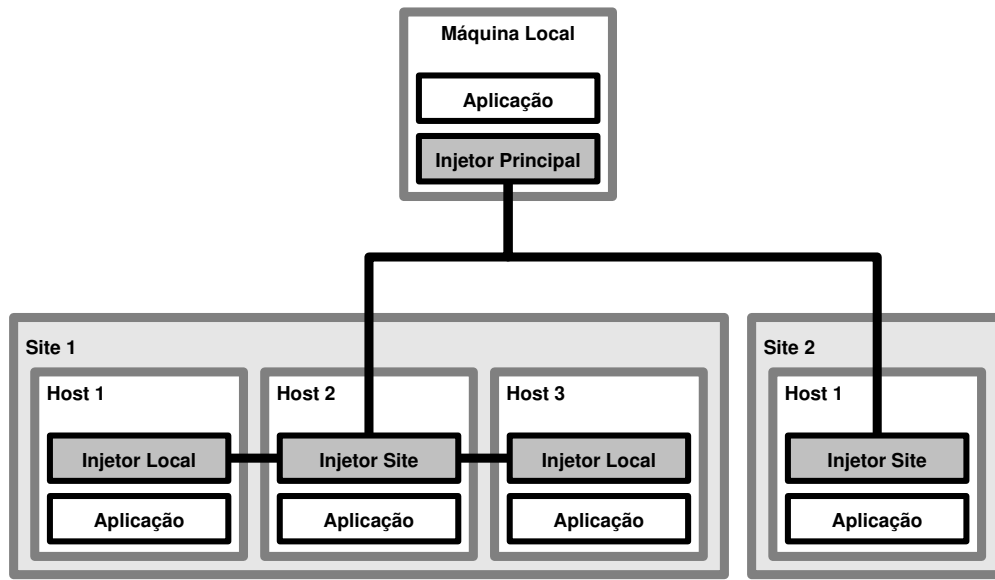 Máquina Local
Aplicação
Injetor Principal
Site 1
Host 1
Injetor Local
Aplicação
Host 2
Injetor Site
Aplicação
Host 3
Injetor Local
Aplicação
Site 2
Host 1
Injetor Site
Aplicação